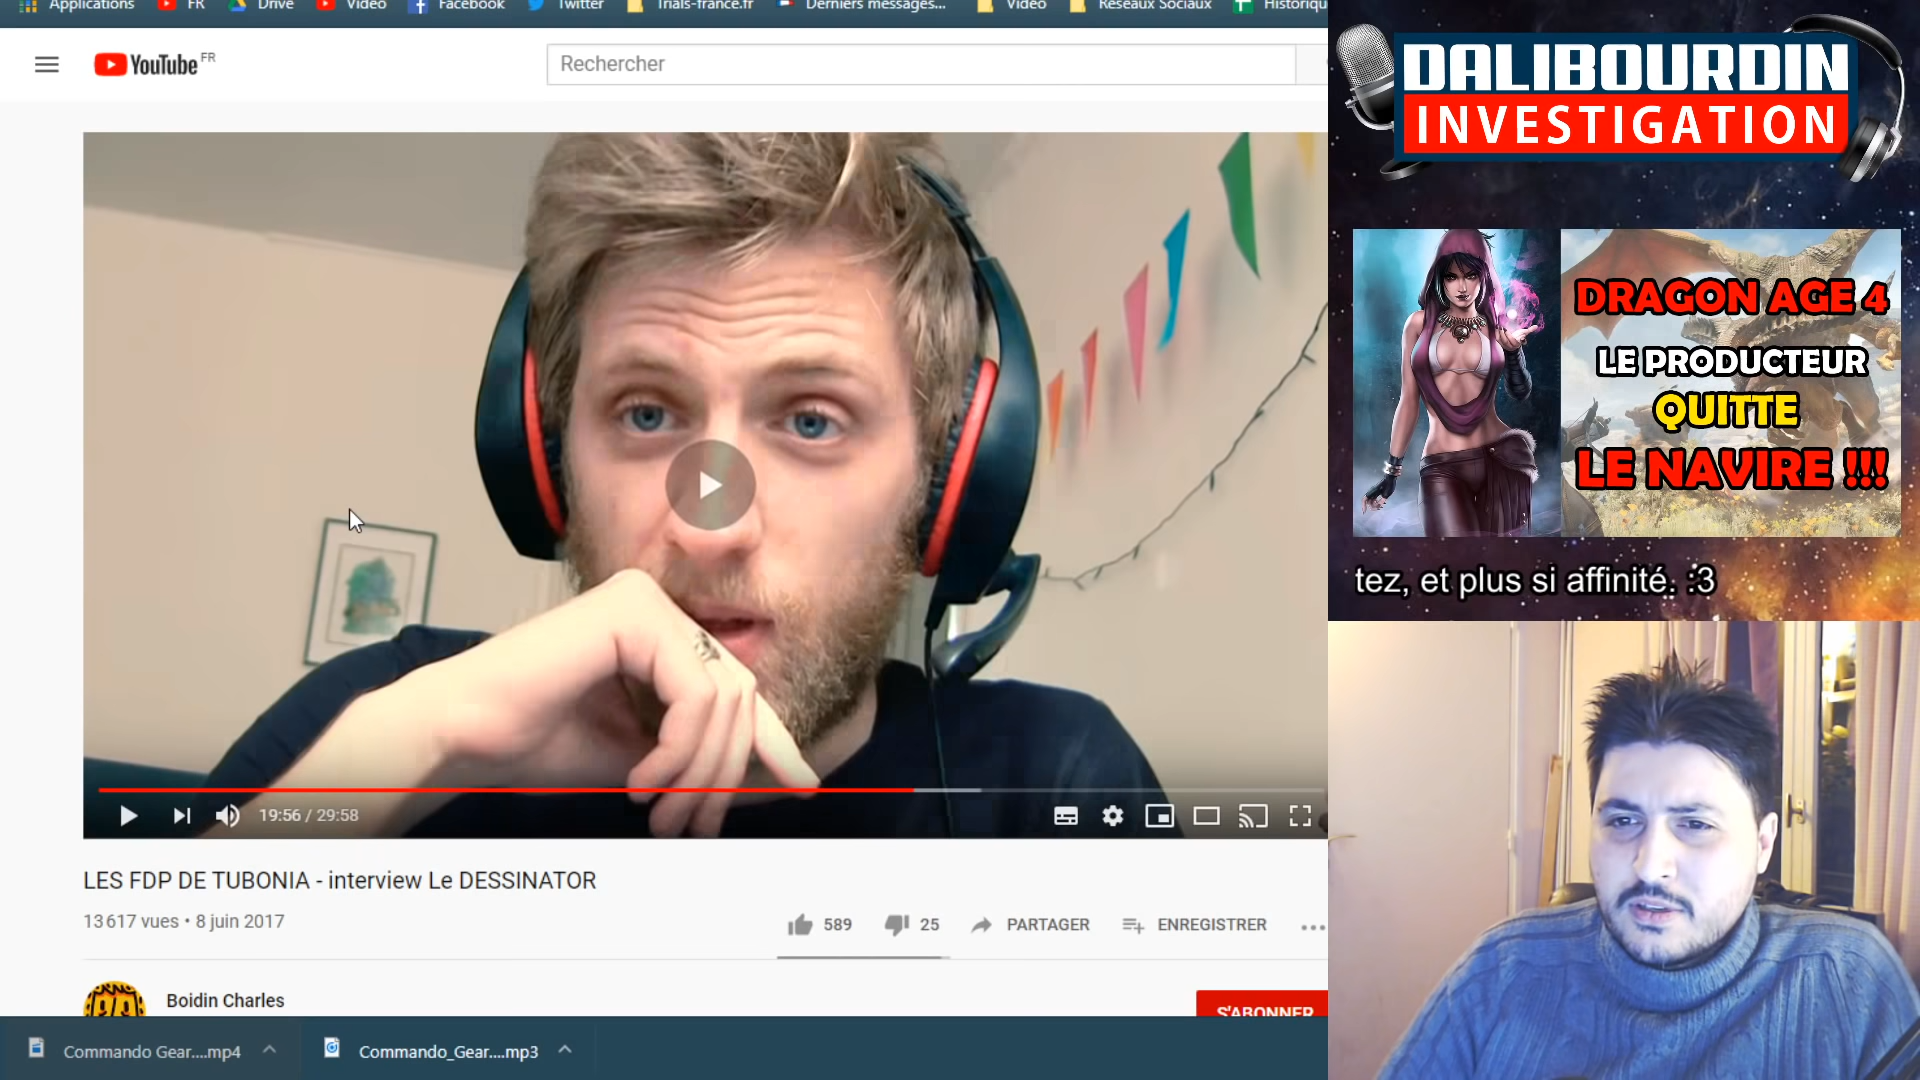 Applications
FR
Drive
Vidéo
Facebook
Twitter
Trials-france.fr
Derniers messages...
Vidéo
Réseaux Sociaux
YouTube FR
Rechercher
19:56 / 29:58
LES FDP DE TUBONIA - interview Le DESSINATOR
13 617 vues • 8 juin 2017
589
25
PARTAGER
ENREGISTRER
Boidin Charles
S'ABONNER
Commando Gear....mp4
Commando_Gear....mp3
DALIBOURDIN
INVESTIGATION
DRAGON AGE 4
LE PRODUCTEUR
QUITTE
LE NAVIRE !!!
tez, et plus si affinité. :3